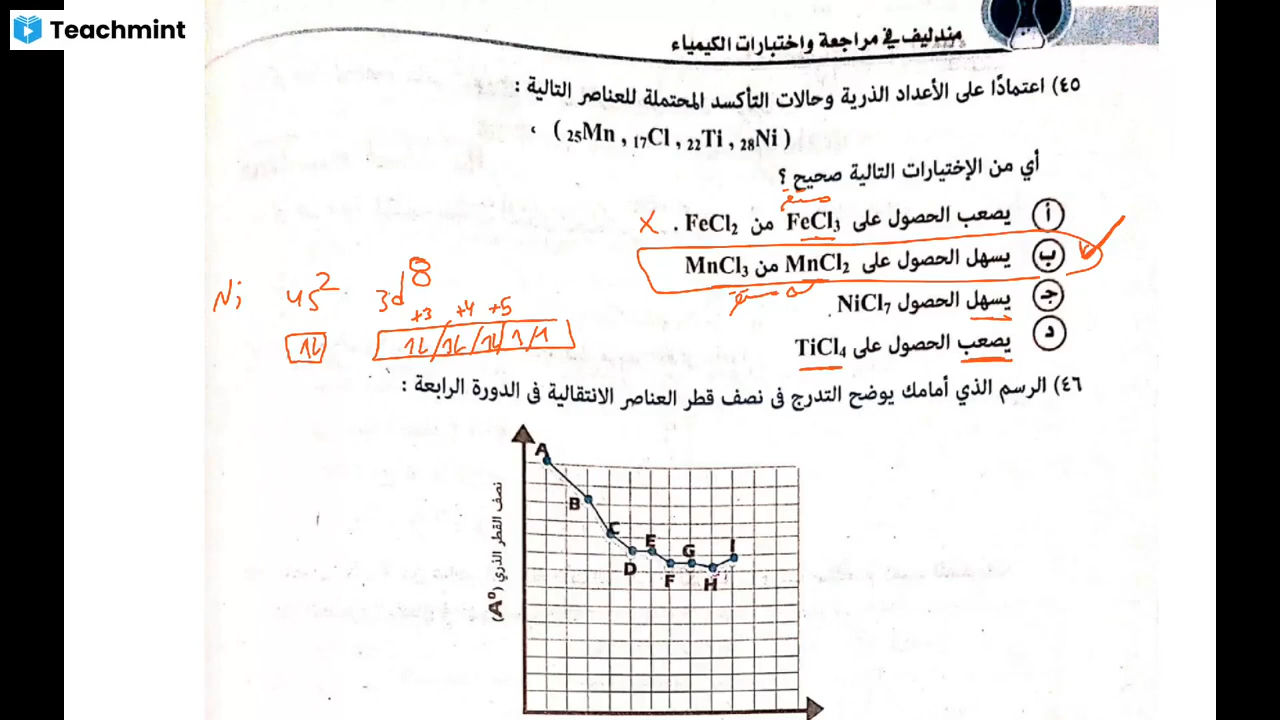 Teachmint
مندليف في مراجعة واختبارات الكيمياء
٤٥) اعتمادًا على الأعداد الذرية وحالات التأكسد المحتملة للعناصر التالية :
( ₂₅Mn , ₁₇Cl , ₂₂Ti , ₂₈Ni ) ،
أي من الإختيارات التالية صحيح ؟
أ يصعب الحصول على FeCl₃ من FeCl₂ . X
ب يسهل الحصول على MnCl₂ من MnCl₃
ج يسهل الحصول NiCl₇
د يصعب الحصول على TiCl₄
Ni 4s² 3d⁸
+3 +4 +5
٤٦) الرسم الذي أمامك يوضح التدرج فى نصف قطر العناصر الانتقالية فى الدورة الرابعة :
نصف القطر الذري (A°)
A
B
C
D
E
F
G
H
I